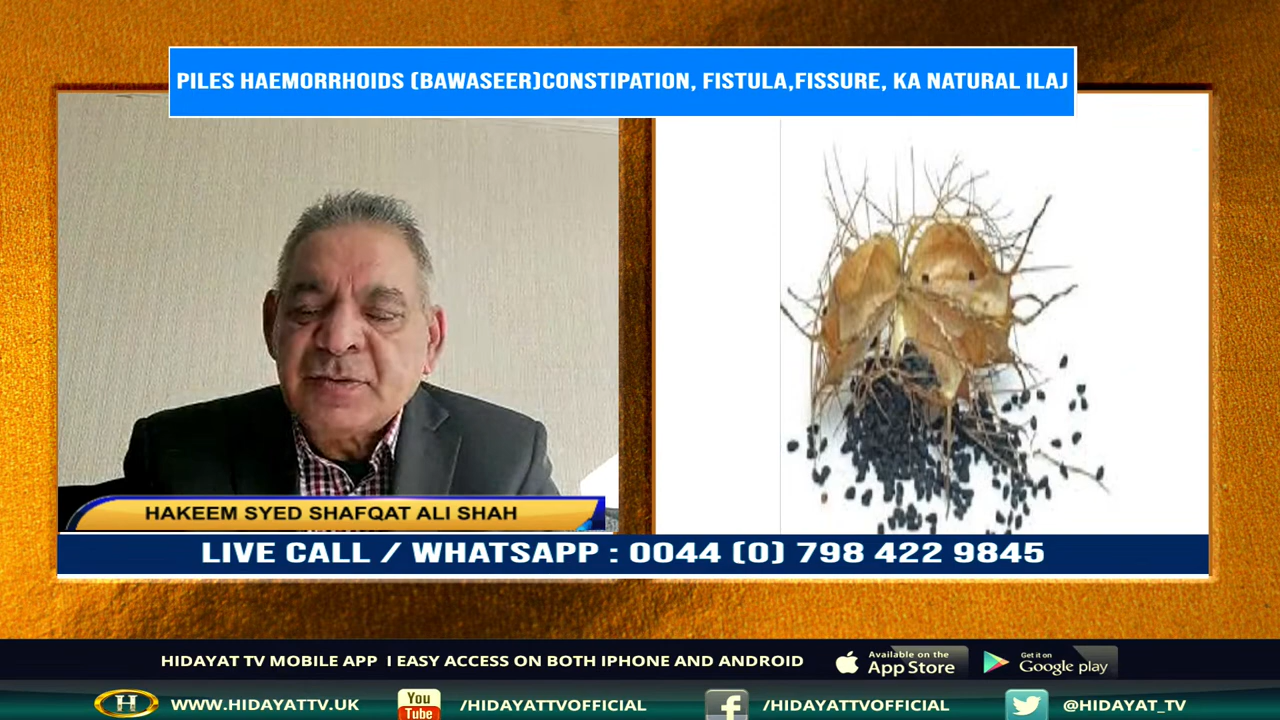 PILES HAEMORRHOIDS (BAWASEER)CONSTIPATION, FISTULA,FISSURE, KA NATURAL ILAJ
HAKEEM SYED SHAFQAT ALI SHAH
LIVE CALL / WHATSAPP : 0044 (0) 798 422 9845
HIDAYAT TV MOBILE APP I EASY ACCESS ON BOTH IPHONE AND ANDROID
Available on the
App Store
Get it on
Google play
H
WWW.HIDAYATTV.UK
You
Tube
/HIDAYATTVOFFICIAL
f
/HIDAYATTVOFFICIAL
@HIDAYAT_TV